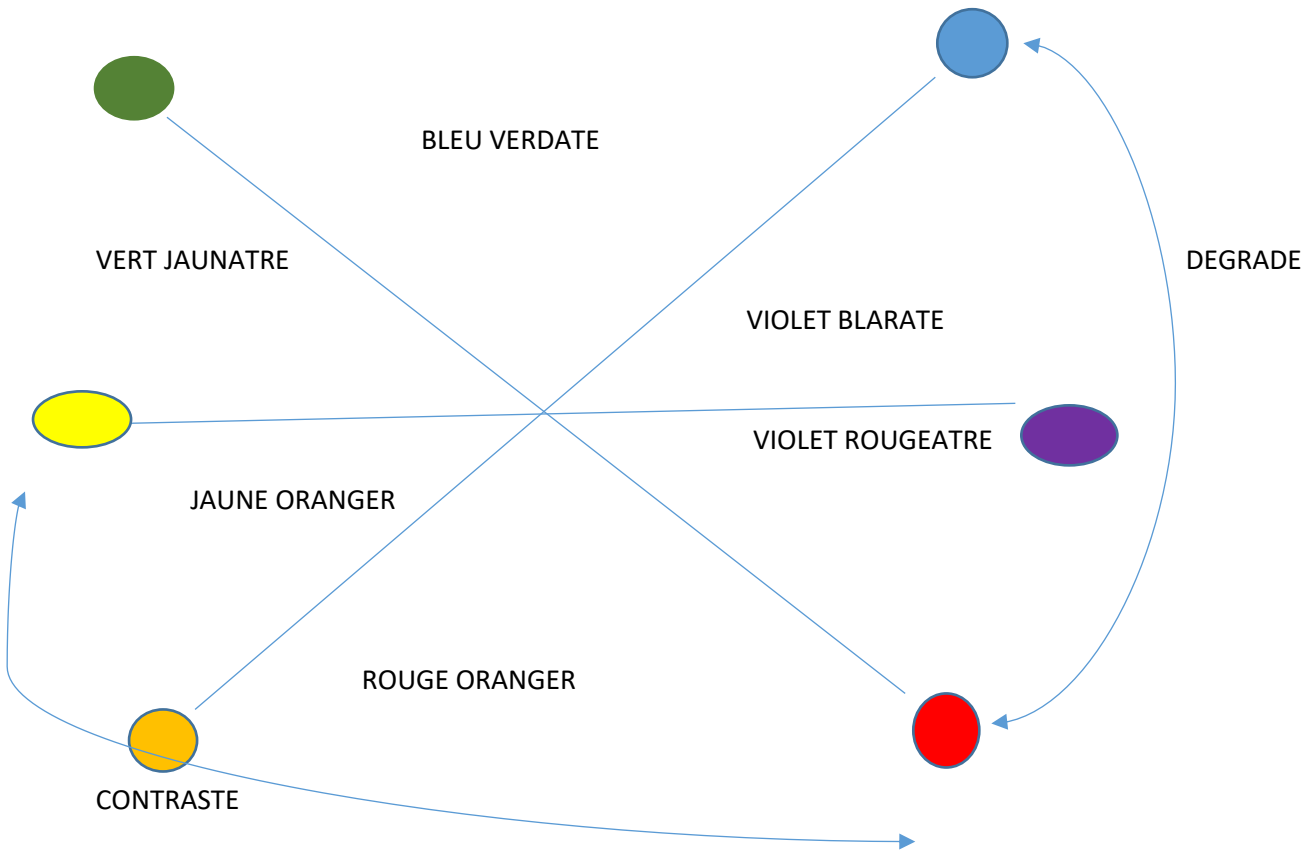 BLEU VERDATE
VERT JAUNATRE
DEGRADE
VIOLET BLARATE
VIOLET ROUGEATRE
JAUNE ORANGER
ROUGE ORANGER
CONTRASTE